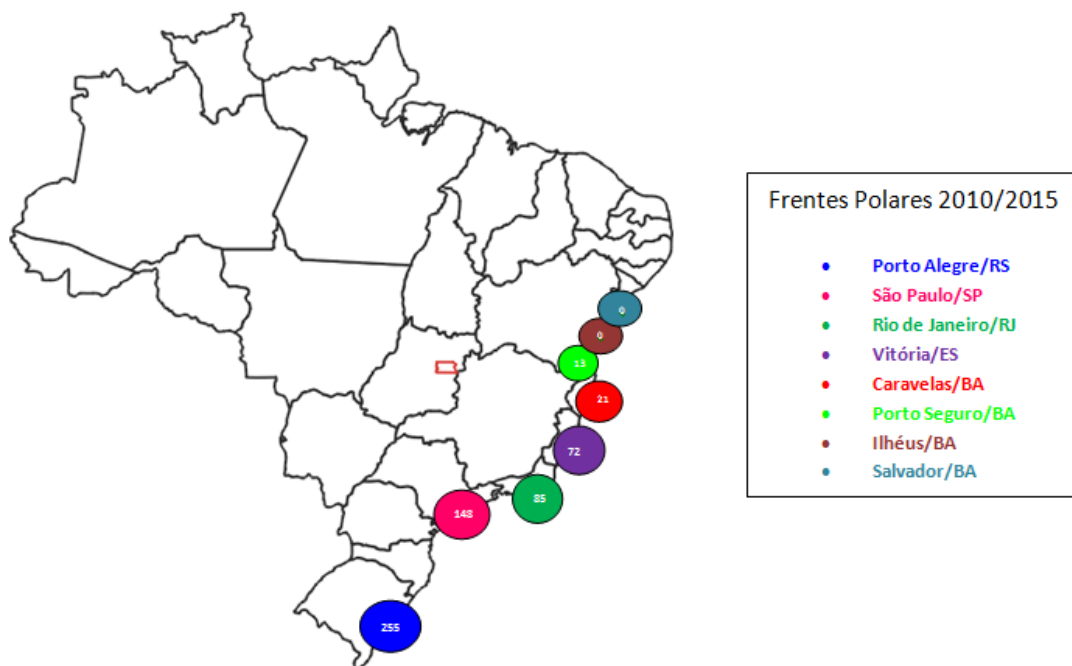 Frentes Polares 2010/2015
Porto Alegre/RS
São Paulo/SP
Rio de Janeiro/RJ
Vitória/ES
Caravelas/BA
Porto Seguro/BA
Ilhéus/BA
Salvador/BA
0
0
13
21
72
85
148
255